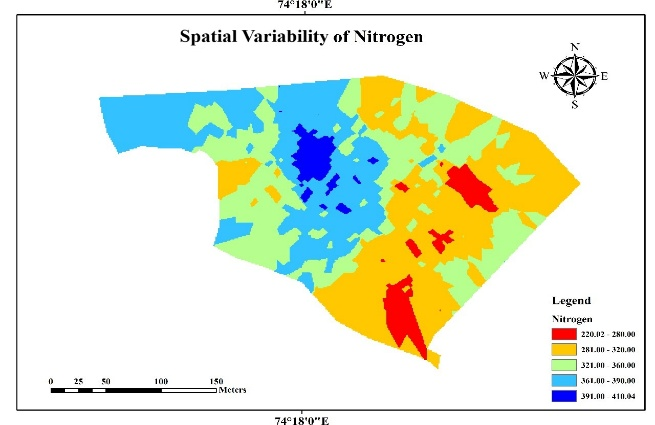 74°18'0"E
Spatial Variability of Nitrogen
N
W E
S
Legend
Nitrogen
220.02 - 280.00
281.00 - 320.00
321.00 - 360.00
361.00 - 390.00
391.00 - 410.04
0 25 50 100 150
Meters
74°18'0"E